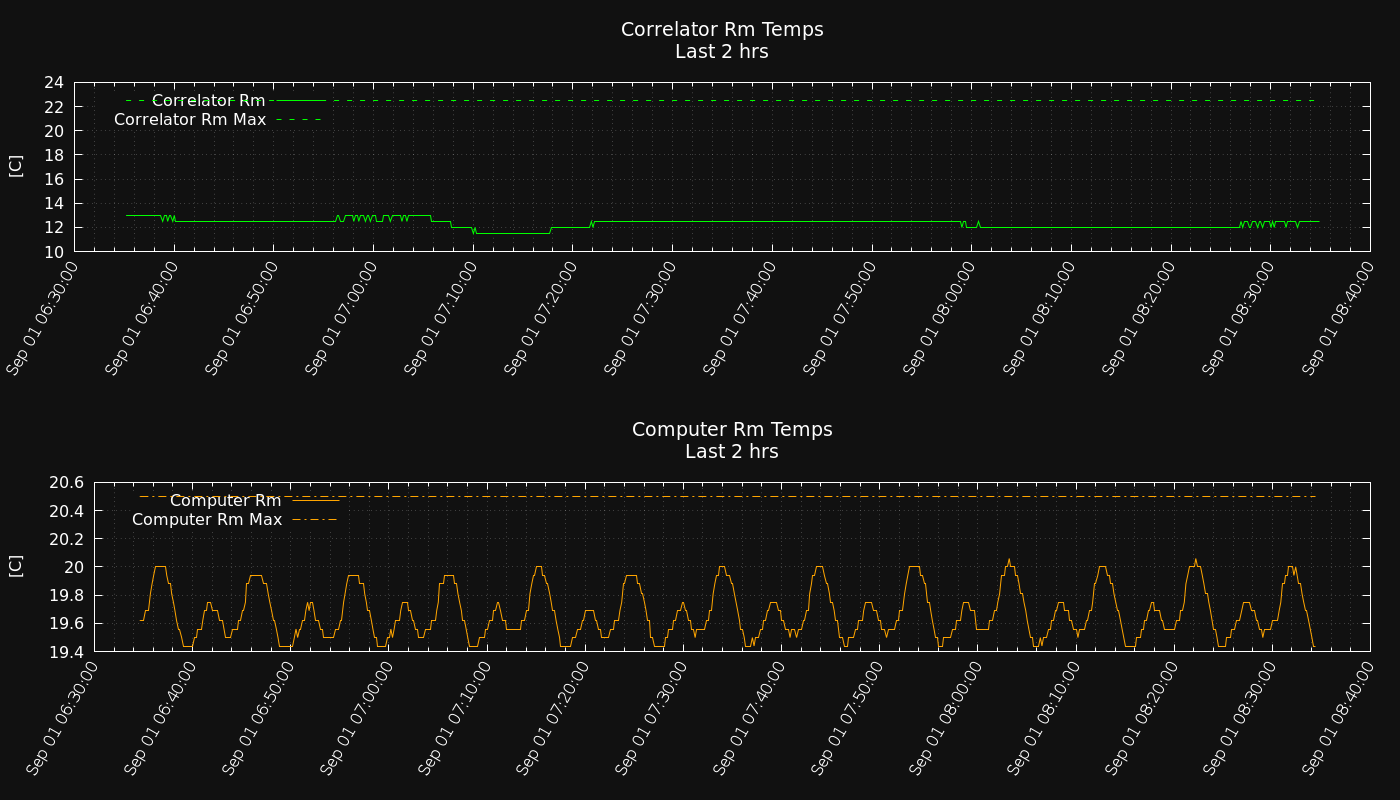 Correlator Rm Temps
Last 2 hrs
24
22
20
18
16
14
12
10
[C]
Correlator Rm
Correlator Rm Max
Sep 01 06:30:00
Sep 01 06:40:00
Sep 01 06:50:00
Sep 01 07:00:00
Sep 01 07:10:00
Sep 01 07:20:00
Sep 01 07:30:00
Sep 01 07:40:00
Sep 01 07:50:00
Sep 01 08:00:00
Sep 01 08:10:00
Sep 01 08:20:00
Sep 01 08:30:00
Sep 01 08:40:00
Computer Rm Temps
Last 2 hrs
20.6
20.4
20.2
20
19.8
19.6
19.4
[C]
Computer Rm
Computer Rm Max
Sep 01 06:30:00
Sep 01 06:40:00
Sep 01 06:50:00
Sep 01 07:00:00
Sep 01 07:10:00
Sep 01 07:20:00
Sep 01 07:30:00
Sep 01 07:40:00
Sep 01 07:50:00
Sep 01 08:00:00
Sep 01 08:10:00
Sep 01 08:20:00
Sep 01 08:30:00
Sep 01 08:40:00